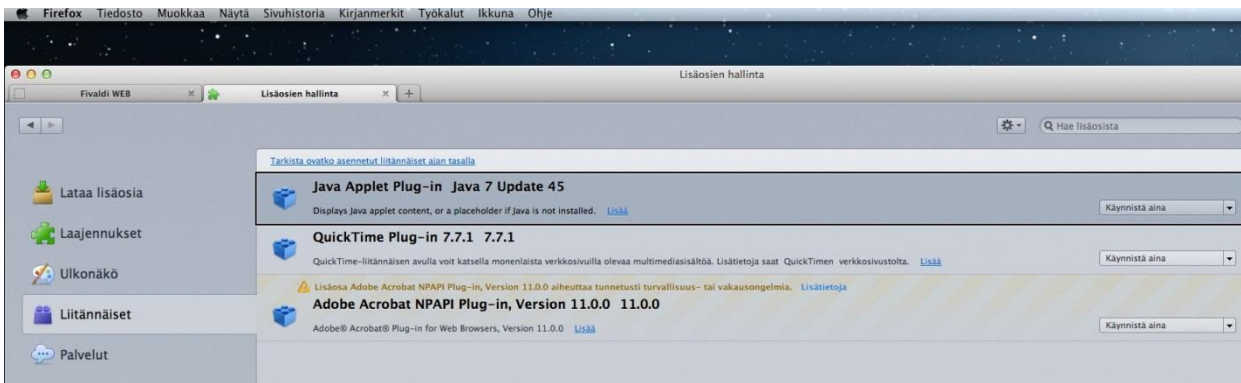 Firefox Tiedosto Muokkaa Näytä Sivuhistoria Kirjanmerkit Työkalut Ikkuna Ohje
Lisäosien hallinta
Fivaldi WEB
Lisäosien hallinta
Hae lisäosista
Tarkista ovatko asennetut liitännäiset ajan tasalla
Lataa lisäosia
Laajennukset
Ulkonäkö
Liitännäiset
Palvelut
Java Applet Plug-in Java 7 Update 45
Displays Java applet content, or a placeholder if Java is not installed. Lisää
Käynnistä aina
QuickTime Plug-in 7.7.1 7.7.1
QuickTime-liitännäisen avulla voit katsella monenlaista verkkosivuilla olevaa multimediasisältöä. Lisätietoja saat QuickTimen verkkosivustolta. Lisää
Käynnistä aina
Lisäosa Adobe Acrobat NPAPI Plug-in, Version 11.0.0 aiheuttaa tunnetusti turvallisuus- tai vakausongelmia. Lisätietoja
Adobe Acrobat NPAPI Plug-in, Version 11.0.0 11.0.0
Adobe® Acrobat® Plug-in for Web Browsers, Version 11.0.0 Lisää
Käynnistä aina